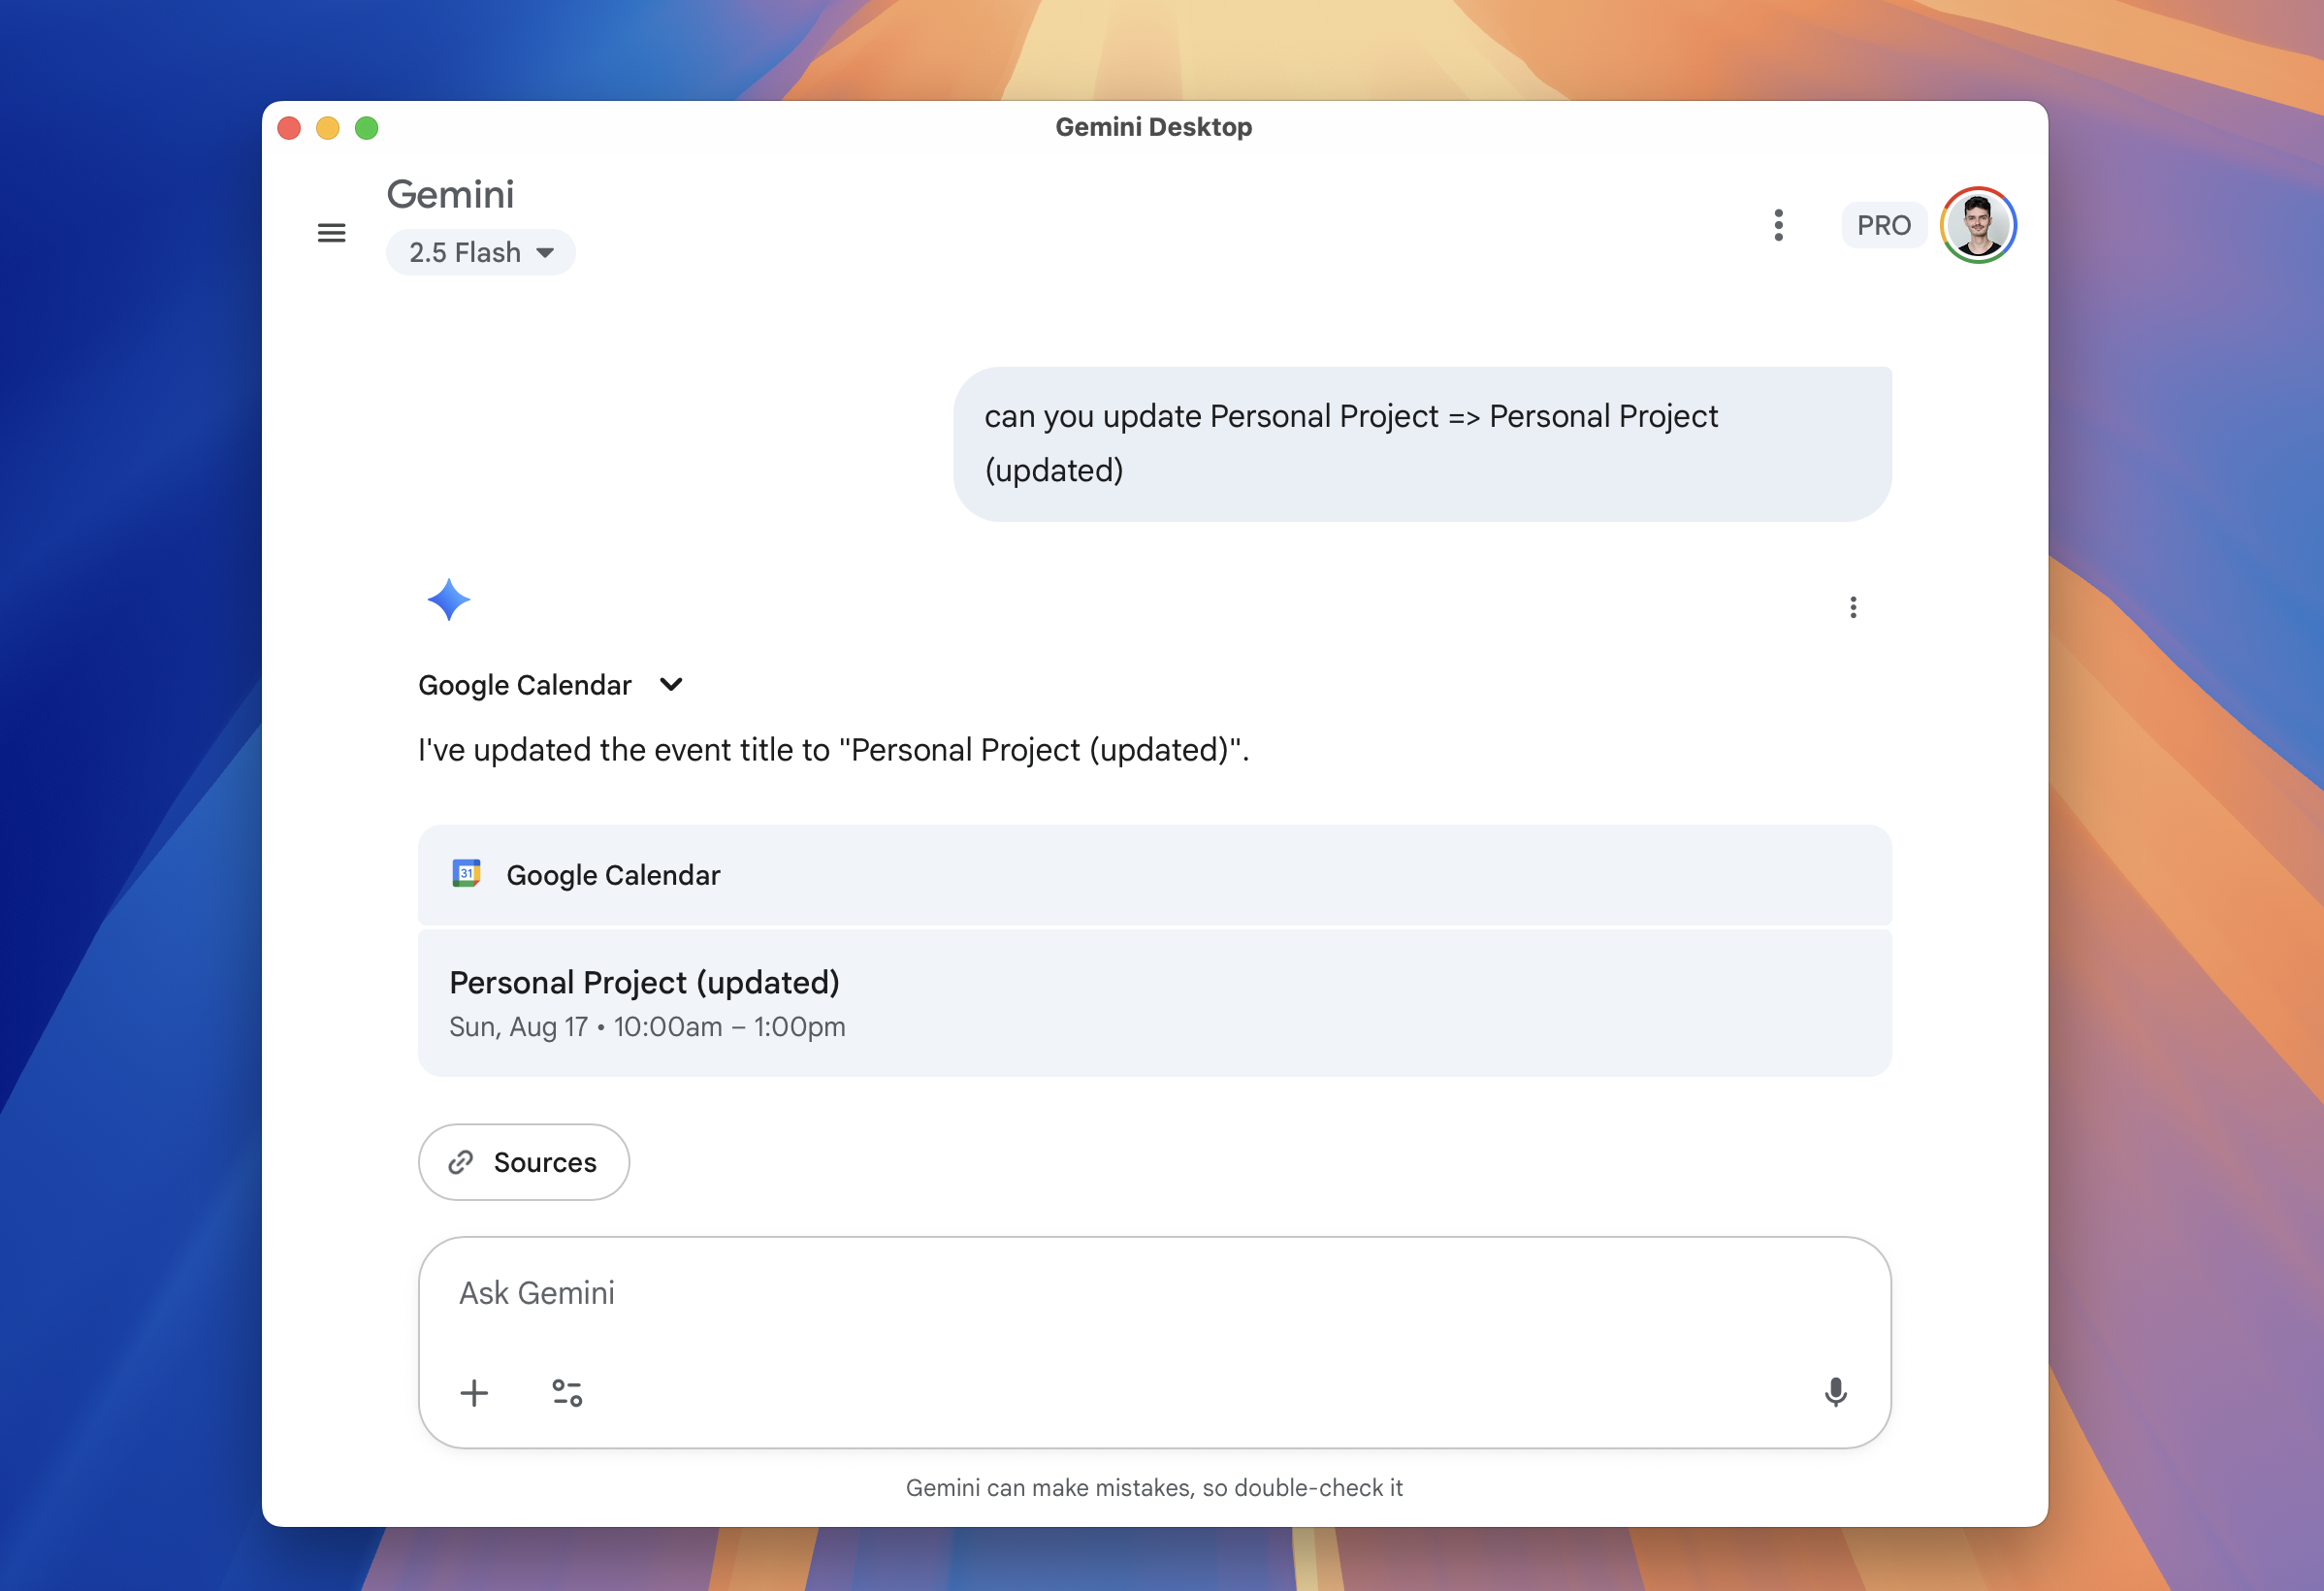 Gemini Desktop
Gemini
2.5 Flash
PRO
can you update Personal Project => Personal Project
(updated)
Google Calendar
I've updated the event title to "Personal Project (updated)".
31
Google Calendar
Personal Project (updated)
Sun, Aug 17 • 10:00am – 1:00pm
Sources
Ask Gemini
Gemini can make mistakes, so double-check it